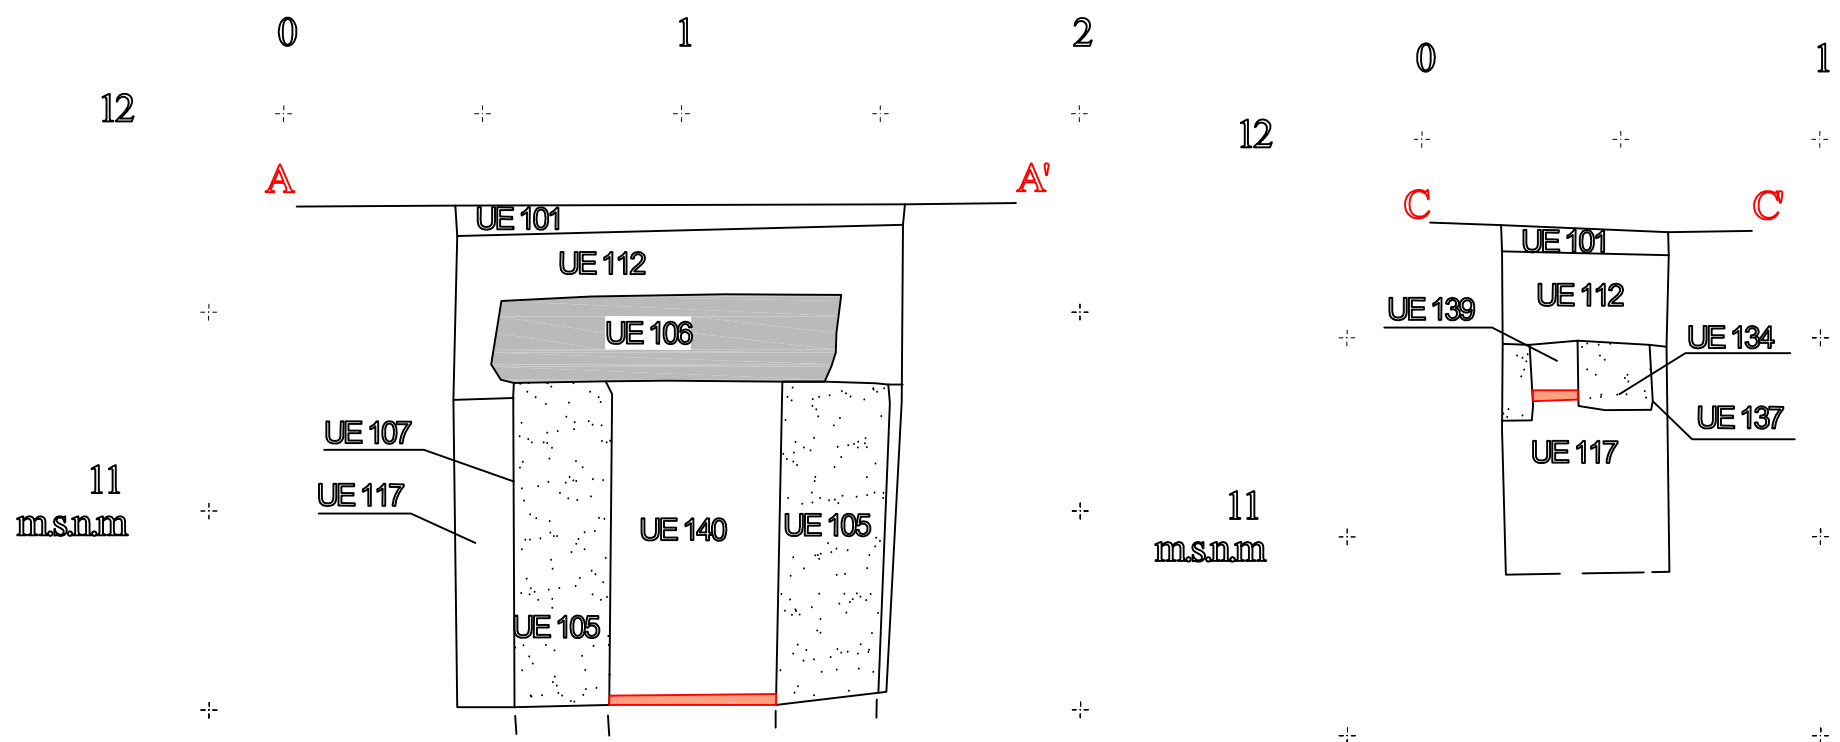 0 1 2
12
A A'
UE 101
UE 112
UE 106
UE 107
UE 117
11
m.s.n.m
UE 140
UE 105
UE 105
0 1
12
C C'
UE 101
UE 112
UE 139
UE 134
UE 137
UE 117
11
m.s.n.m